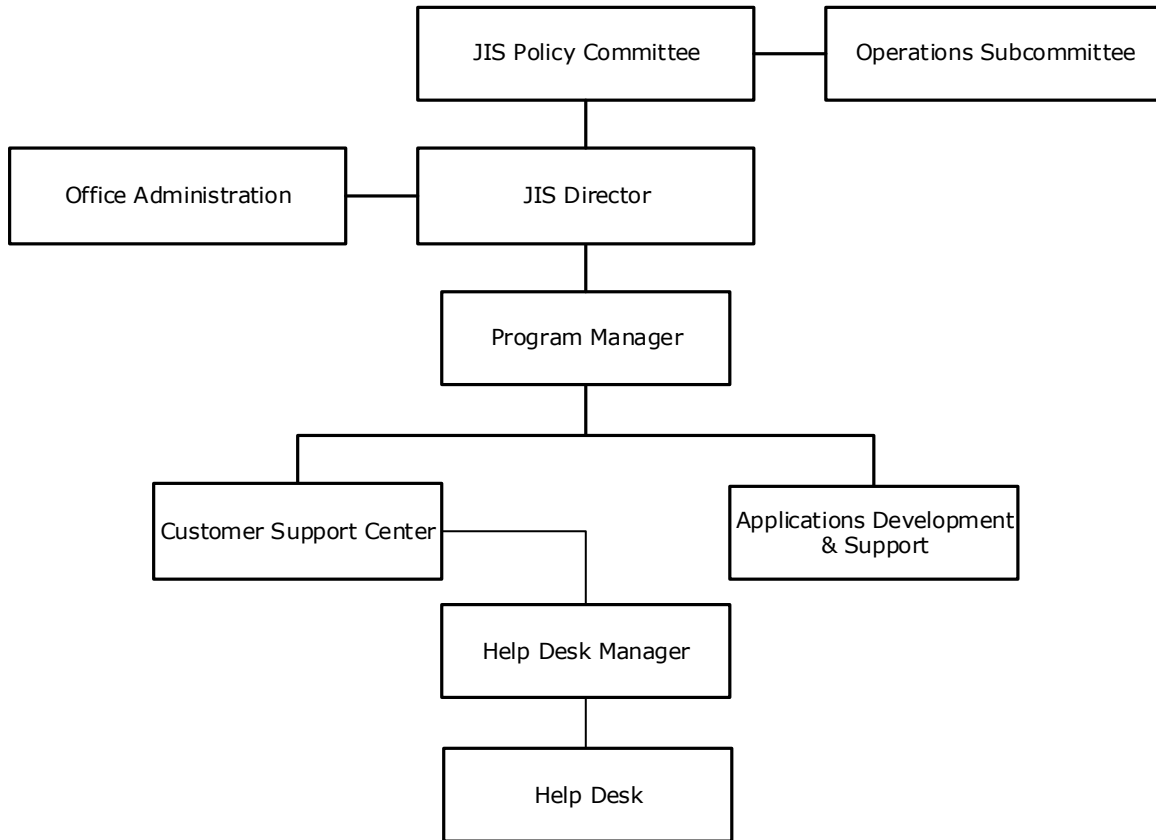 JIS Policy Committee
Operations Subcommittee
Office Administration
JIS Director
Program Manager
Customer Support Center
Applications Development
& Support
Help Desk Manager
Help Desk